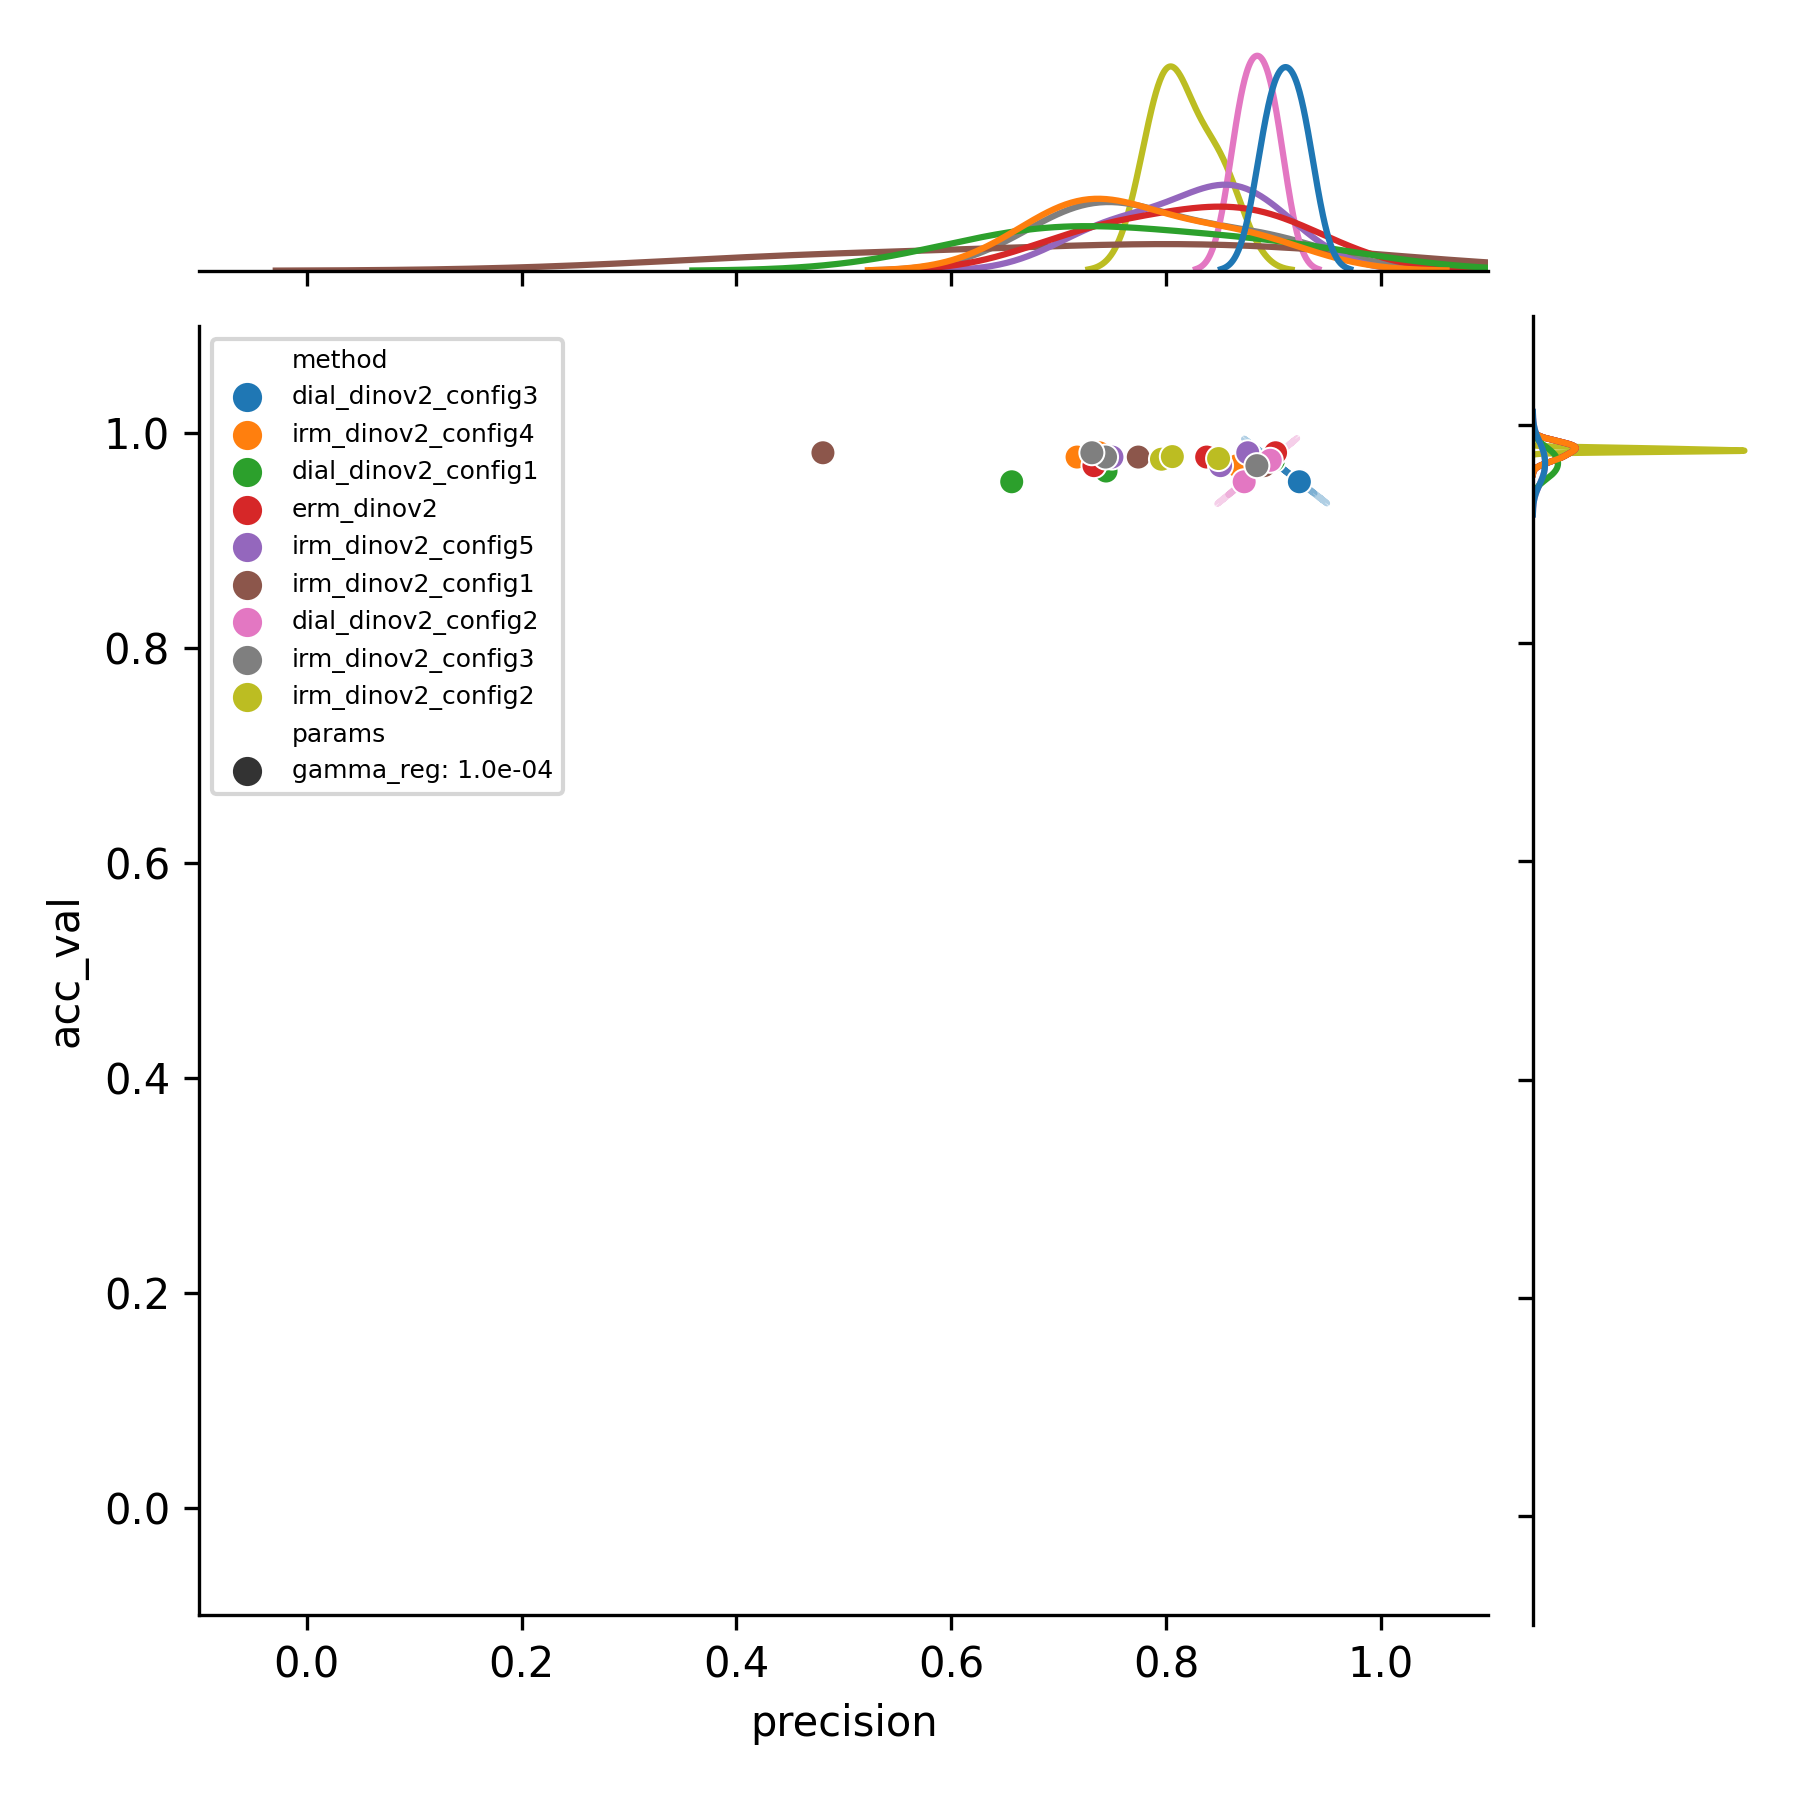 method
dial_dinov2_config3
irm_dinov2_config4
dial_dinov2_config1
erm_dinov2
irm_dinov2_config5
irm_dinov2_config1
dial_dinov2_config2
irm_dinov2_config3
irm_dinov2_config2
params
gamma_reg: 1.0e-04
1.0
0.8
0.6
0.4
0.2
0.0
acc_val
0.0 0.2 0.4 0.6 0.8 1.0
precision